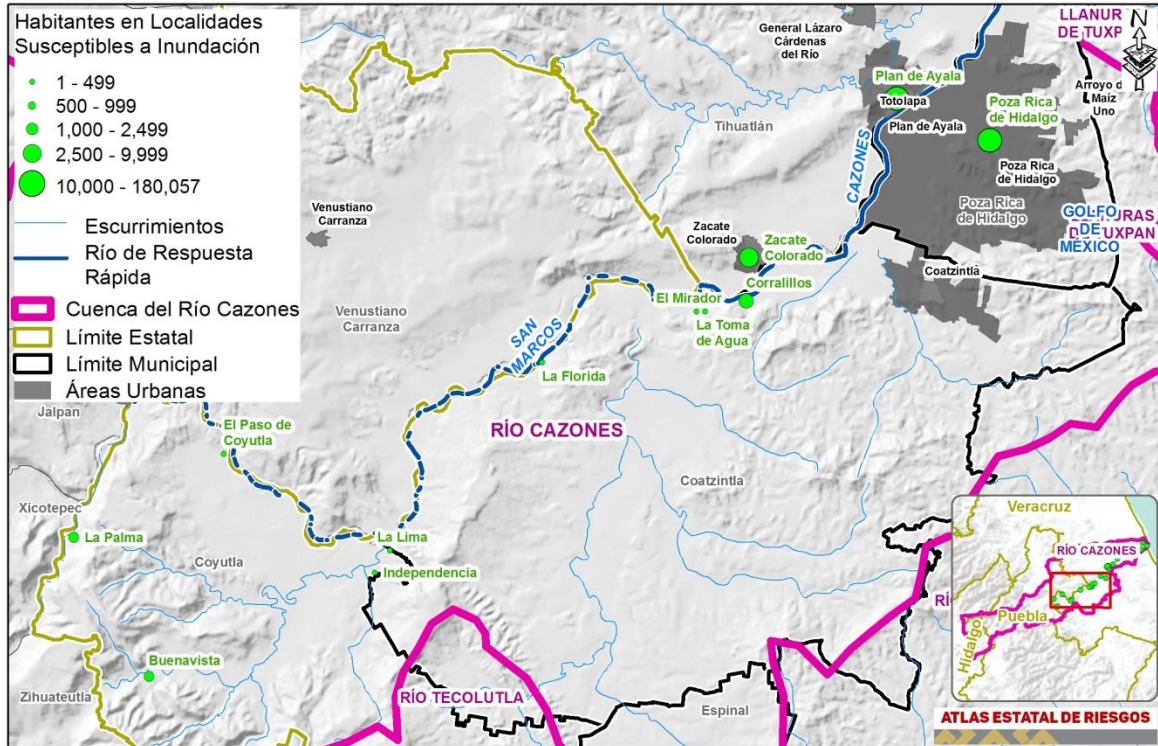 Habitantes en Localidades
Susceptibles a Inundación
1 - 499
500 - 999
1,000 - 2,499
2,500 - 9,999
10,000 - 180,057
Escurrimientos
Río de Respuesta
Rápida
Cuenca del Río Cazones
Límite Estatal
Límite Municipal
Áreas Urbanas
General Lázaro
Cárdenas
del Río
LLANUR
DE TUXP
N
Plan de Ayala
Totolapa
Plan de Ayala
Poza Rica
de Hidalgo
Arroyo d
Maíz
Uno
Tihuatlán
CAZONES
Poza Rica
de Hidalgo
Poza Rica
de Hidalgo
GOLFO
DE
MÉXICO
URAS
TUXPAN
Venustiano
Carranza
Zacate
Colorado
Zacate
Colorado
Coatzintla
Corralillos
El Mirador
La Toma
de Agua
Venustiano
Carranza
SAN
MARCOS
La Florida
Jalpan
El Paso de
Coyutla
RÍO CAZONES
Coatzintla
Xicotepec
La Palma
La Lima
Coyutla
Independencia
Buenavista
Zihuateutla
RÍO TECOLUTLA
Espinal
RÍ
Veracruz
RÍO CAZONES
Puebla
Hidalgo
ATLAS ESTATAL DE RIESGOS